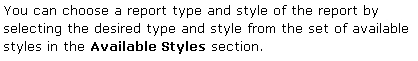 You can choose a report type and style of the report by
selecting the desired type and style from the set of available
styles in the Available Styles section.